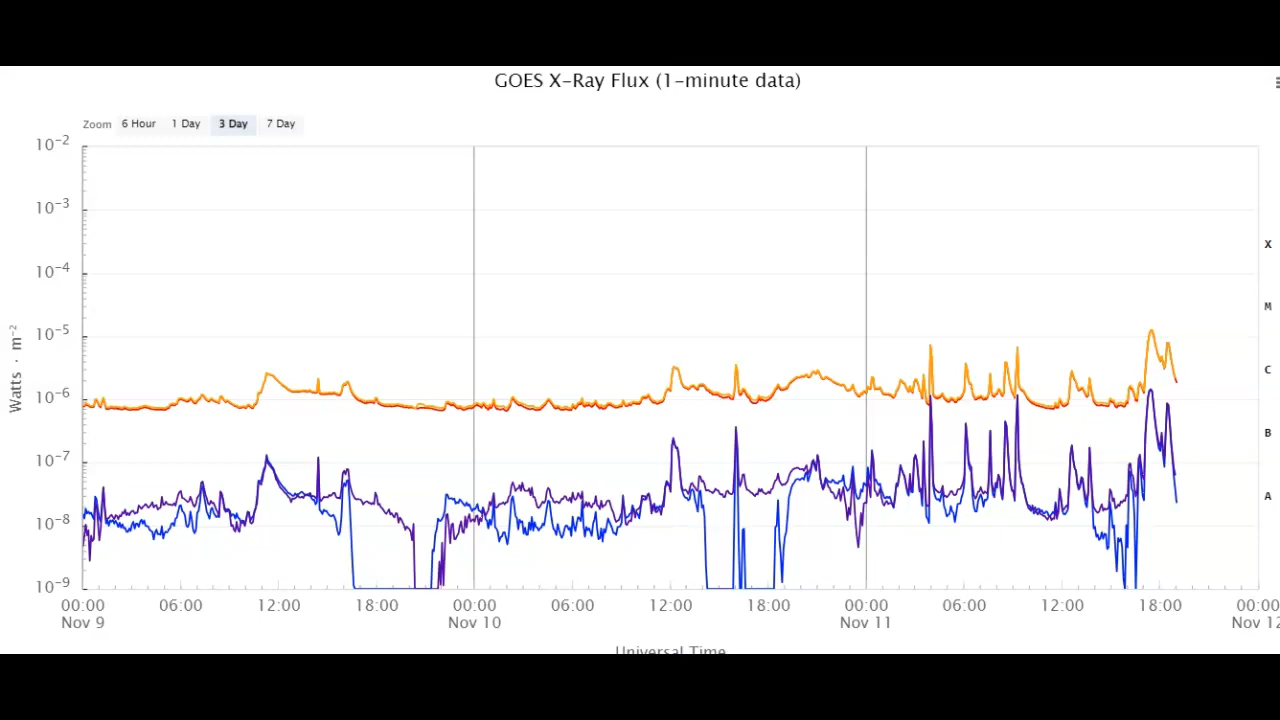 GOES X-Ray Flux (1-minute data)
Zoom 6 Hour 1 Day 3 Day 7 Day
10⁻²
10⁻³
10⁻⁴
10⁻⁵
10⁻⁶
10⁻⁷
10⁻⁸
10⁻⁹
Watts · m⁻²
X
M
C
B
A
00:00 06:00 12:00 18:00 00:00 06:00 12:00 18:00 00:00 06:00 12:00 18:00 00:00
Nov 9 Nov 10 Nov 11 Nov 12
Universal Time